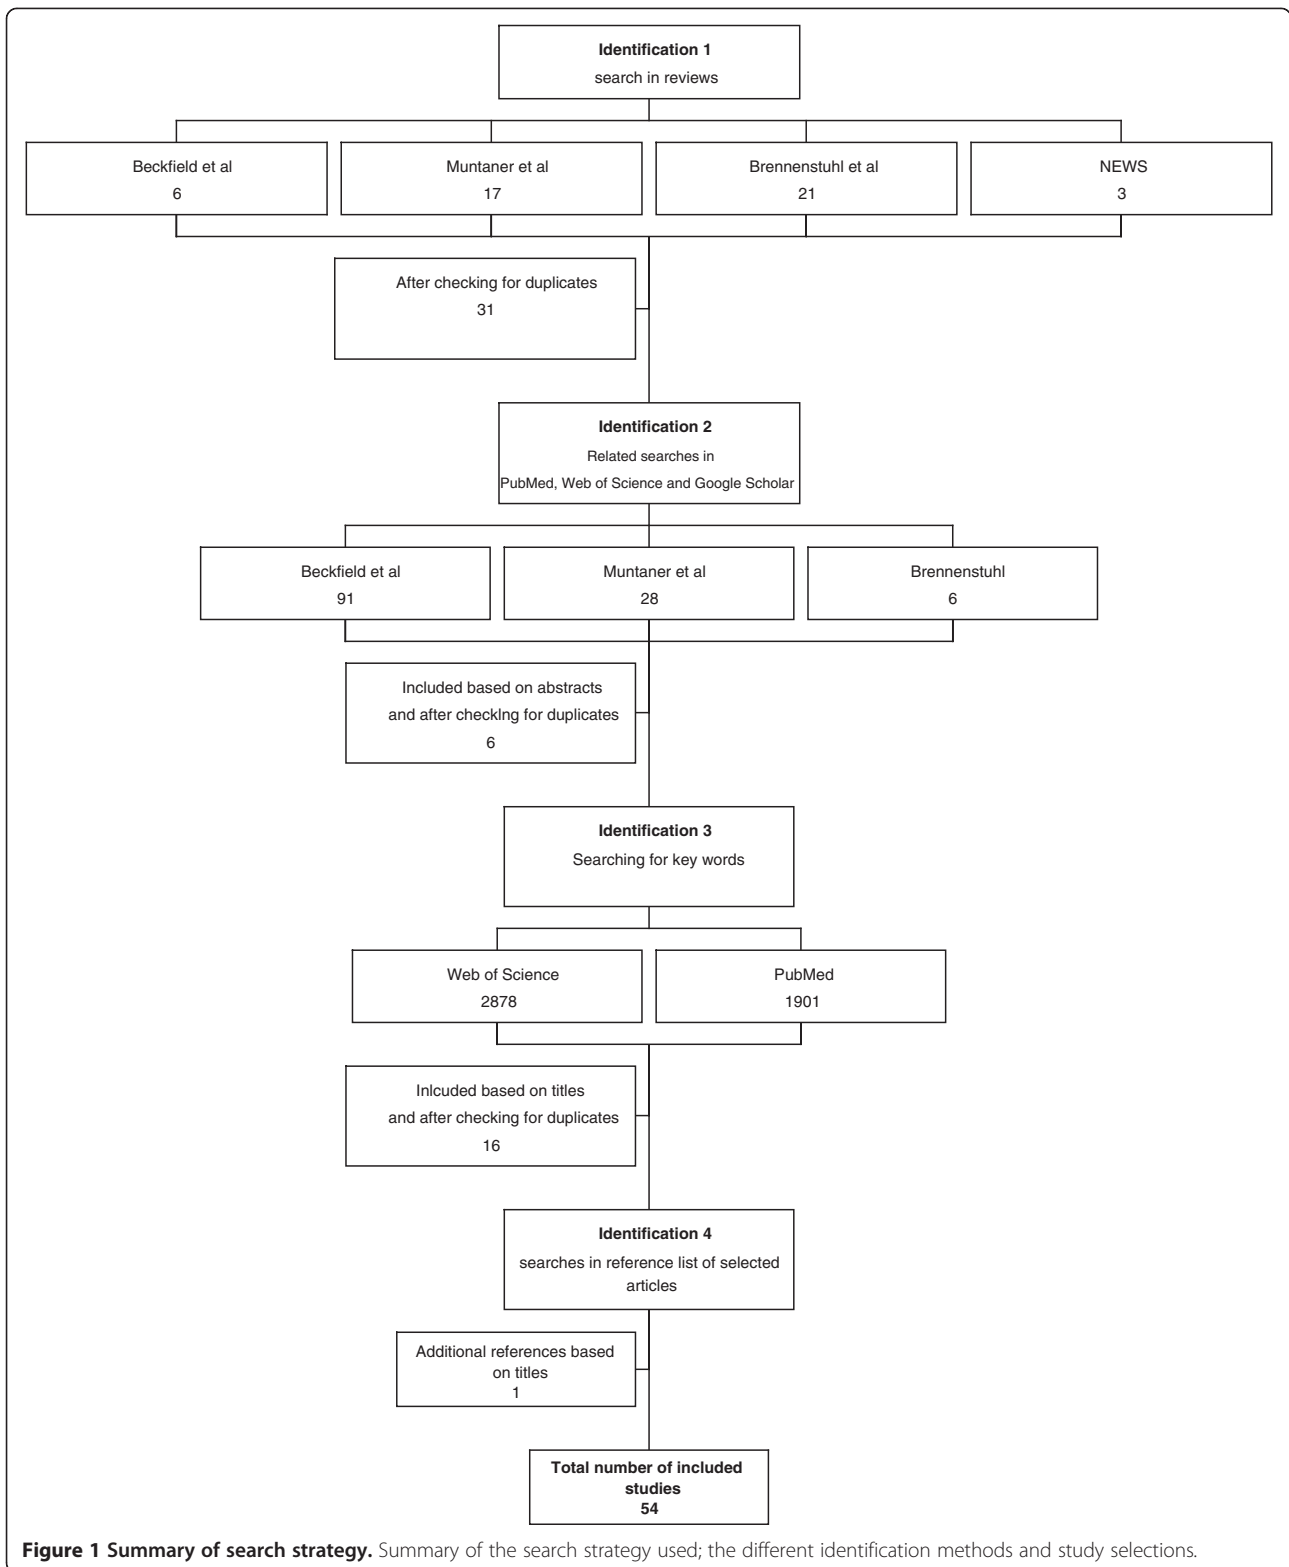 Identification 1
search in reviews
Beckfield et al
6
Muntaner et al
17
Brennenstuhl et al
21
NEWS
3
After checking for duplicates
31
Identification 2
Related searches in
PubMed, Web of Science and Google Scholar
Beckfield et al
91
Muntaner et al
28
Brennenstuhl
6
Included based on abstracts
and after checklng for duplicates
6
Identification 3
Searching for key words
Web of Science
2878
PubMed
1901
Inlcuded based on titles
and after checking for duplicates
16
Identification 4
searches in reference list of selected
articles
Additional references based
on titles
1
Total number of included
studies
54
Figure 1 Summary of search strategy. Summary of the search strategy used; the different identification methods and study selections.